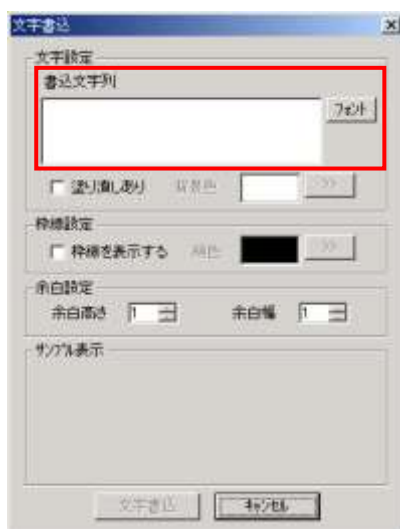 文字書込
文字設定
書込文字列
フォント
塗り潰しあり 背景色 >>
枠線設定
枠線を表示する 線色 >>
余白設定
余白高さ 1 余白幅 1
サンプル表示
文字書込 キャンセル